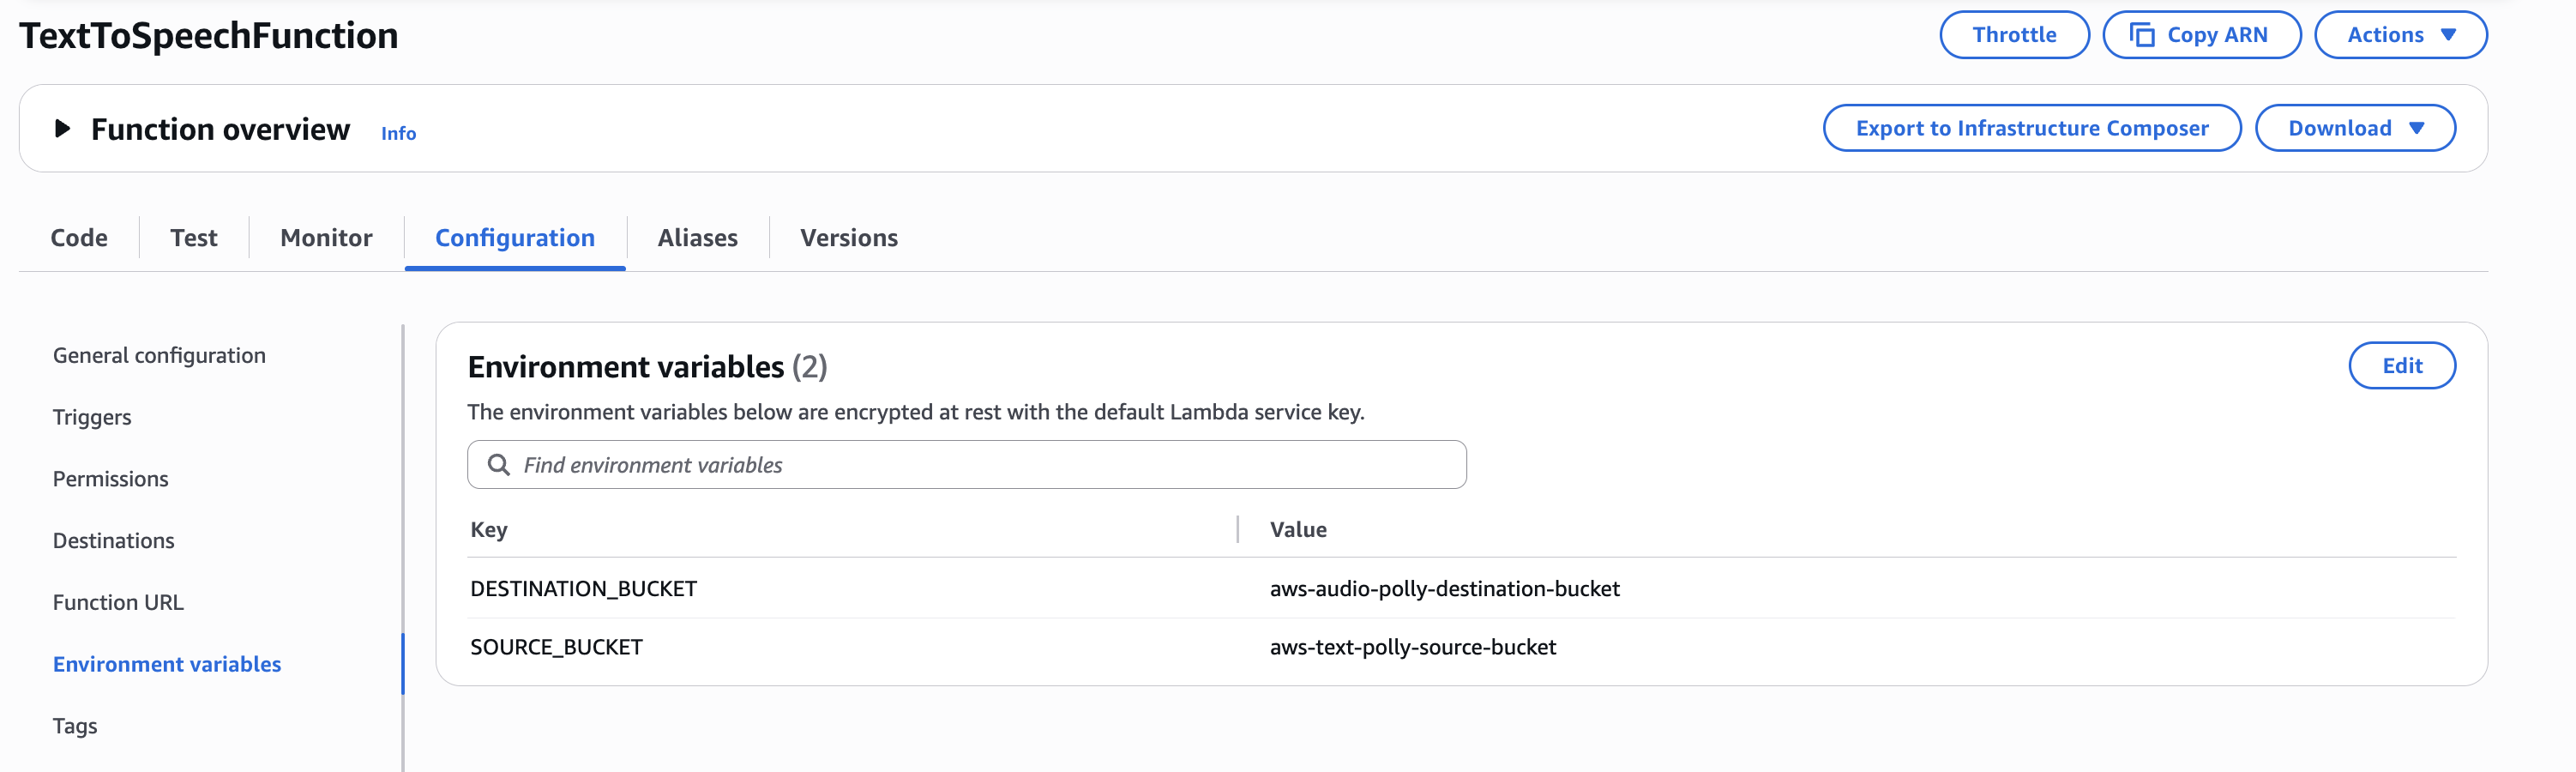 TextToSpeechFunction
Throttle
Copy ARN
Actions
Function overview Info
Export to Infrastructure Composer
Download
Code
Test
Monitor
Configuration
Aliases
Versions
General configuration
Triggers
Permissions
Destinations
Function URL
Environment variables
Tags
Environment variables (2)
Edit
The environment variables below are encrypted at rest with the default Lambda service key.
Find environment variables
Key Value
DESTINATION_BUCKET aws-audio-polly-destination-bucket
SOURCE_BUCKET aws-text-polly-source-bucket